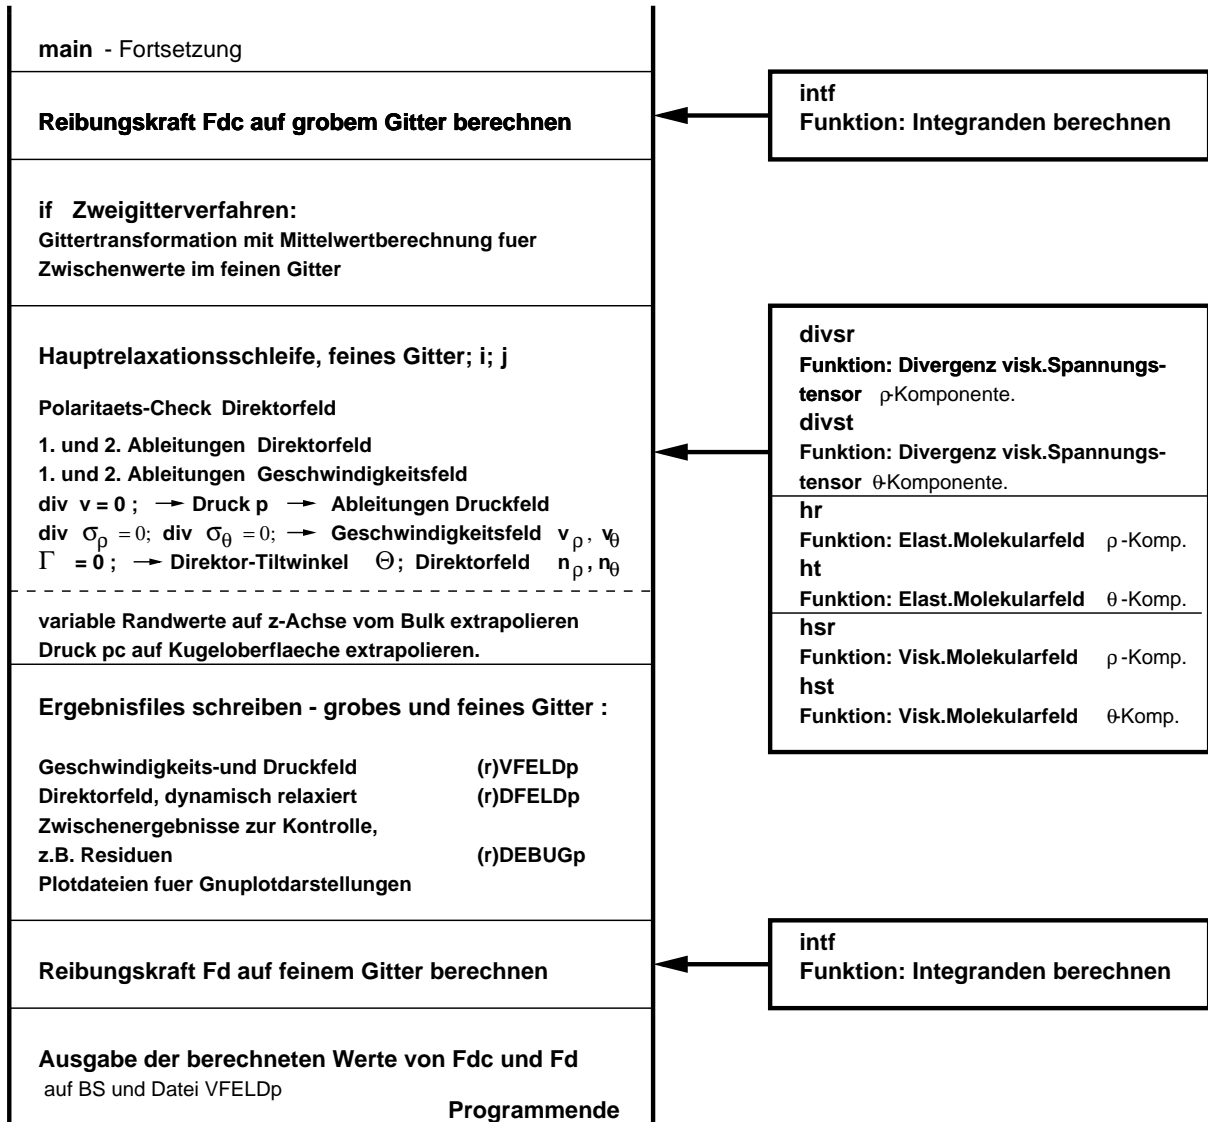 main - Fortsetzung
Reibungskraft Fdc auf grobem Gitter berechnen
if Zweigitterverfahren:
Gittertransformation mit Mittelwertberechnung fuer
Zwischenwerte im feinen Gitter
Hauptrelaxationsschleife, feines Gitter; i; j
Polaritaets-Check Direktorfeld
1. und 2. Ableitungen Direktorfeld
1. und 2. Ableitungen Geschwindigkeitsfeld
div v = 0 ; → Druck p → Ableitungen Druckfeld
div σρ = 0; div σθ = 0; → Geschwindigkeitsfeld vρ, vθ
Γ = 0 ; → Direktor-Tiltwinkel Θ; Direktorfeld nρ, nθ
variable Randwerte auf z-Achse vom Bulk extrapolieren
Druck pc auf Kugeloberflaeche extrapolieren.
Ergebnisfiles schreiben - grobes und feines Gitter :
Geschwindigkeits-und Druckfeld (r)VFELDp
Direktorfeld, dynamisch relaxiert (r)DFELDp
Zwischenergebnisse zur Kontrolle,
z.B. Residuen (r)DEBUGp
Plotdateien fuer Gnuplotdarstellungen
Reibungskraft Fd auf feinem Gitter berechnen
Ausgabe der berechneten Werte von Fdc und Fd
auf BS und Datei VFELDp
Programmende
intf
Funktion: Integranden berechnen
divsr
Funktion: Divergenz visk.Spannungs-
tensor ρ-Komponente.
divst
Funktion: Divergenz visk.Spannungs-
tensor θ-Komponente.
hr
Funktion: Elast.Molekularfeld ρ-Komp.
ht
Funktion: Elast.Molekularfeld θ-Komp.
hsr
Funktion: Visk.Molekularfeld ρ-Komp.
hst
Funktion: Visk.Molekularfeld θ-Komp.
intf
Funktion: Integranden berechnen